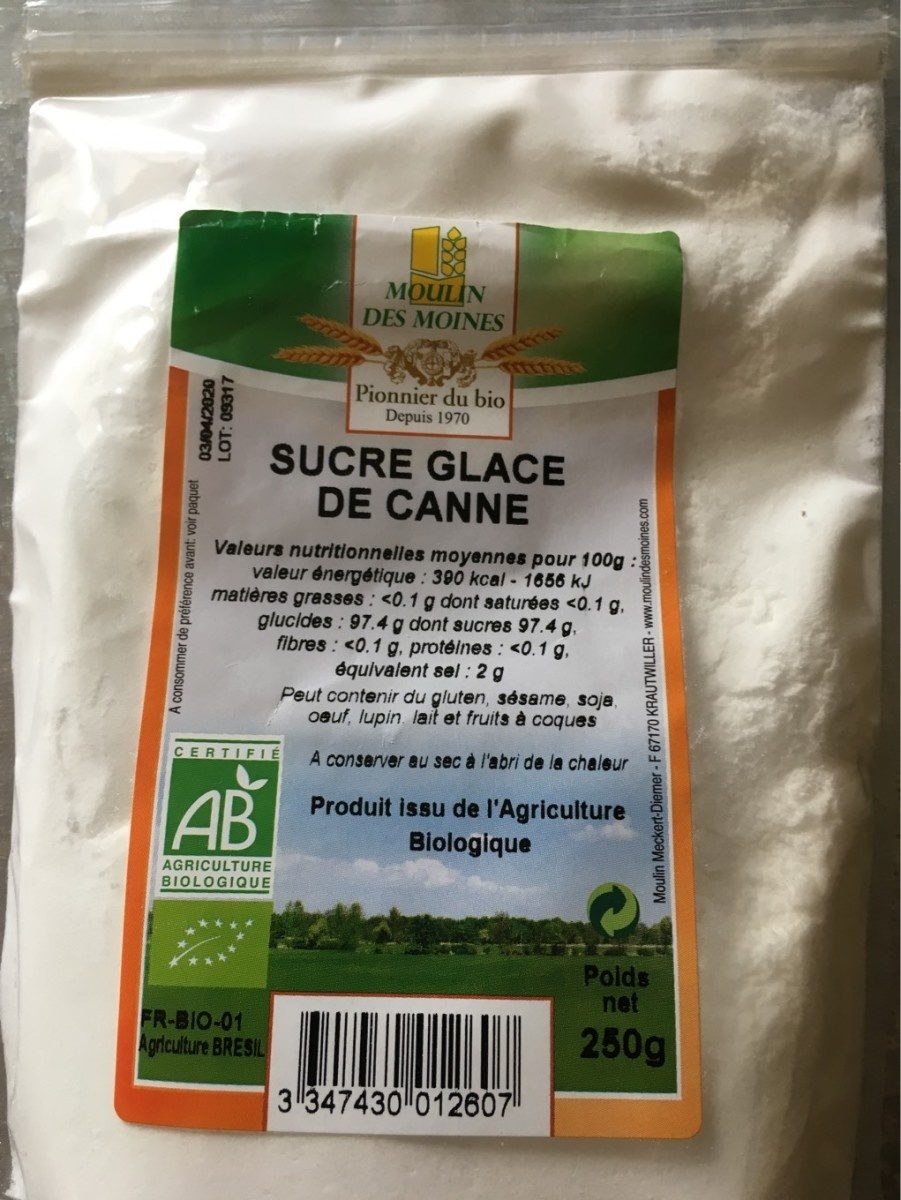 MOULIN
DES MOINES
Pionnier du bio
Depuis 1970
A consommer de préférence avant: voir paquet
03/04/2020
LOT: 09317
SUCRE GLACE
DE CANNE
Valeurs nutritionnelles moyennes pour 100g :
valeur énergétique : 390 kcal - 1656 kJ
matières grasses : <0.1 g dont saturées <0.1 g,
glucides : 97.4 g dont sucres 97.4 g,
fibres : <0.1 g, protéines : <0.1 g,
équivalent sel : 2 g
Peut contenir du gluten, sésame, soja,
oeuf, lupin, lait et fruits à coques
A conserver au sec à l'abri de la chaleur
Produit issu de l'Agriculture
Biologique
Moulin Meckert-Diemer - F 67170 KRAUTWILLER - www.moulindesmoines.com
CERTIFIÉ
AB
AGRICULTURE
BIOLOGIQUE
FR-BIO-01
Agriculture BRESIL
Poids
net
250g
3 347430 012607